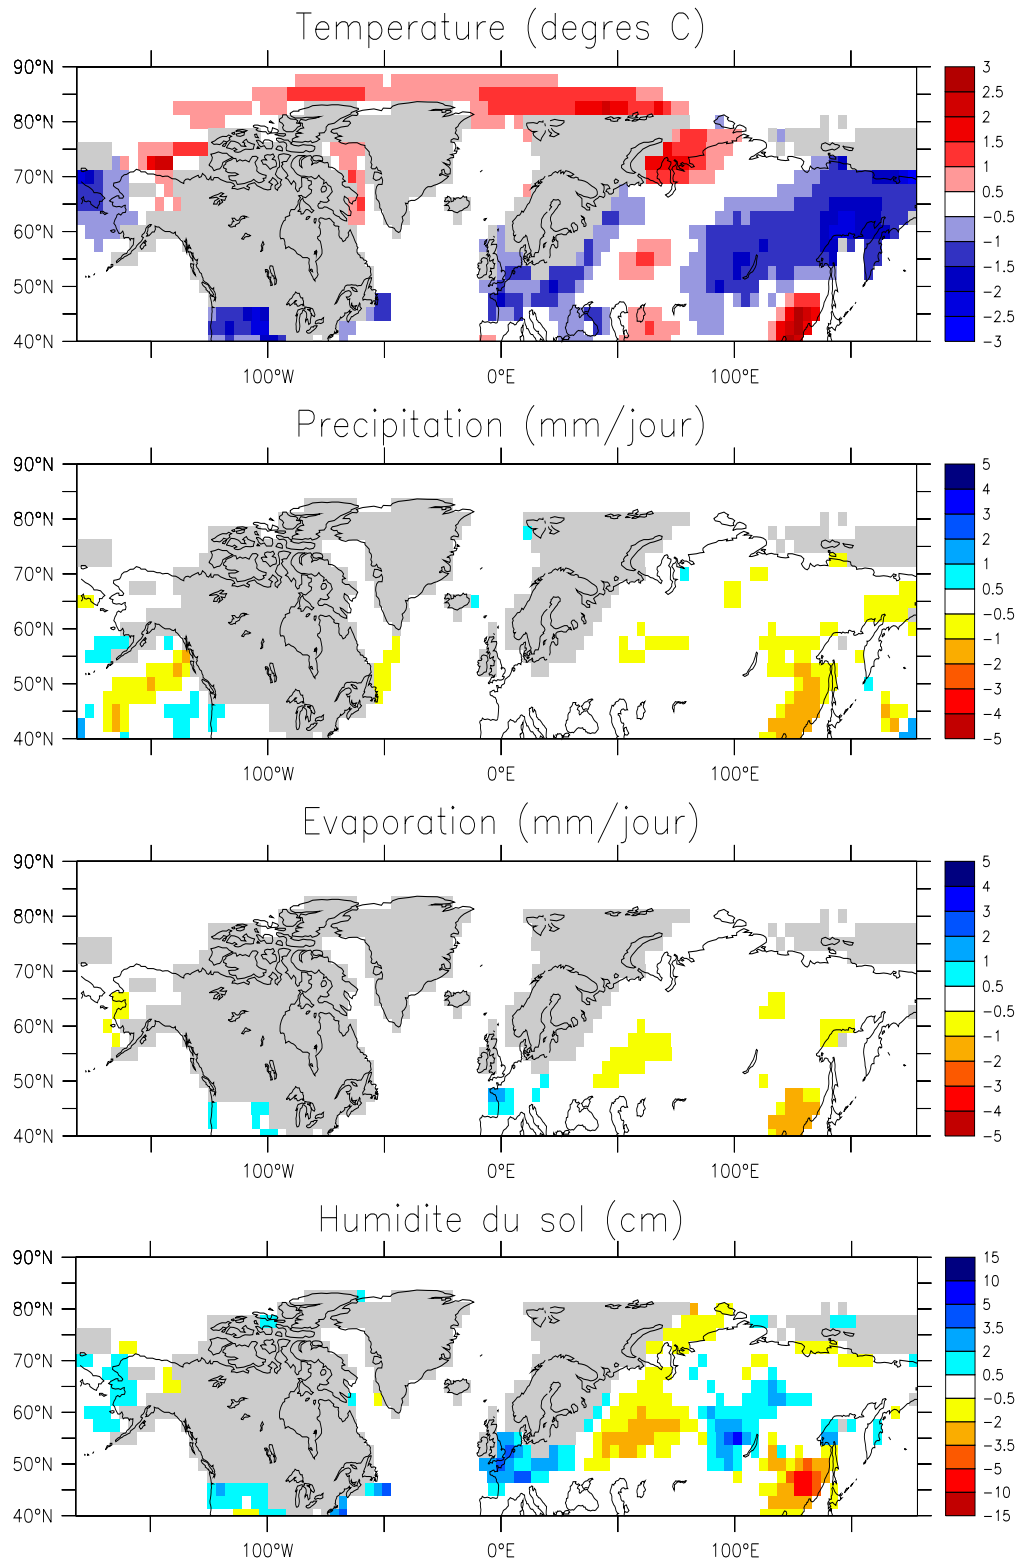 Temperature (degres C)
90°N
80°N
70°N
60°N
50°N
40°N
100°W 0°E 100°E
3
2.5
2
1.5
1
0.5
-0.5
-1
-1.5
-2
-2.5
-3
Precipitation (mm/jour)
90°N
80°N
70°N
60°N
50°N
40°N
100°W 0°E 100°E
5
4
3
2
1
0.5
-0.5
-1
-2
-3
-4
-5
Evaporation (mm/jour)
90°N
80°N
70°N
60°N
50°N
40°N
100°W 0°E 100°E
5
4
3
2
1
0.5
-0.5
-1
-2
-3
-4
-5
Humidite du sol (cm)
90°N
80°N
70°N
60°N
50°N
40°N
100°W 0°E 100°E
15
10
5
3.5
2
0.5
-0.5
-2
-3.5
-5
-10
-15